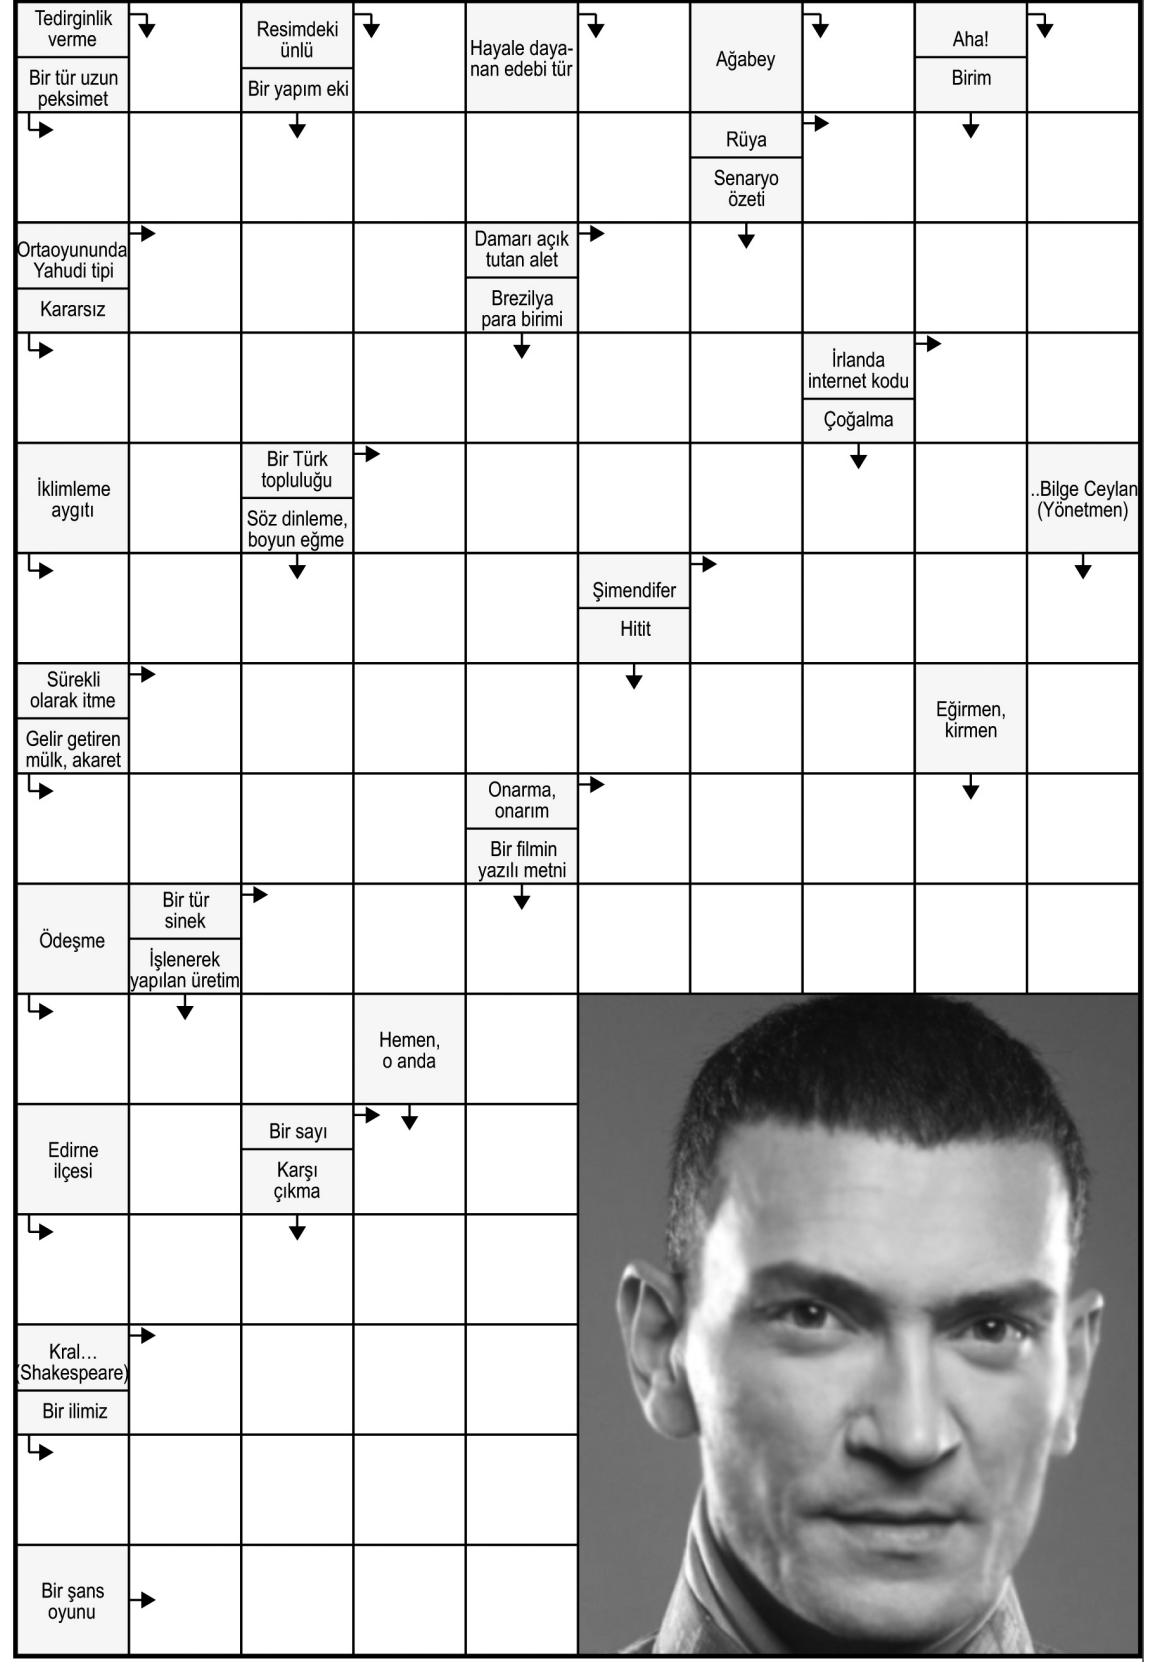 Tedirginlik
verme
Bir tür uzun
peksimet
Resimdeki
ünlü
Bir yapım eki
Hayale daya-
nan edebi tür
Ağabey
Aha!
Birim
Rüya
Senaryo
özeti
Ortaoyununda
Yahudi tipi
Kararsız
Damarı açık
tutan alet
Brezilya
para birimi
İrlanda
internet kodu
Çoğalma
İklimleme
aygıtı
Bir Türk
topluluğu
Söz dinleme,
boyun eğme
..Bilge Ceylan
(Yönetmen)
Şimendifer
Hitit
Sürekli
olarak itme
Gelir getiren
mülk, akaret
Eğirmen,
kirmen
Onarma,
onarım
Bir filmin
yazılı metni
Ödeşme
Bir tür
sinek
İşlenerek
yapılan üretim
Hemen,
o anda
Edirne
ilçesi
Bir sayı
Karşı
çıkma
Kral...
(Shakespeare)
Bir ilimiz
Bir şans
oyunu